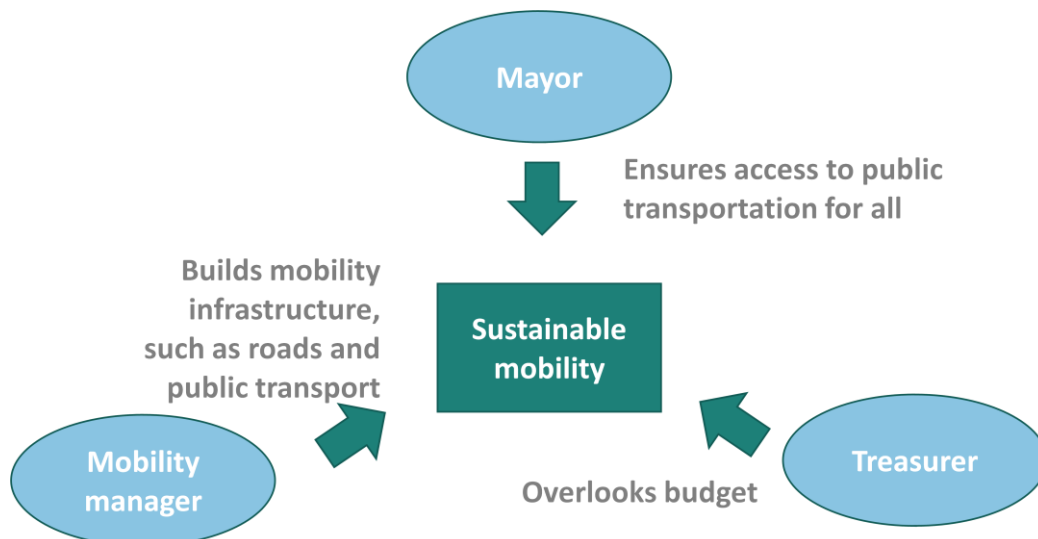 Mayor
Ensures access to public
transportation for all
Builds mobility
infrastructure,
such as roads and
public transport
Sustainable
mobility
Mobility
manager
Treasurer
Overlooks budget